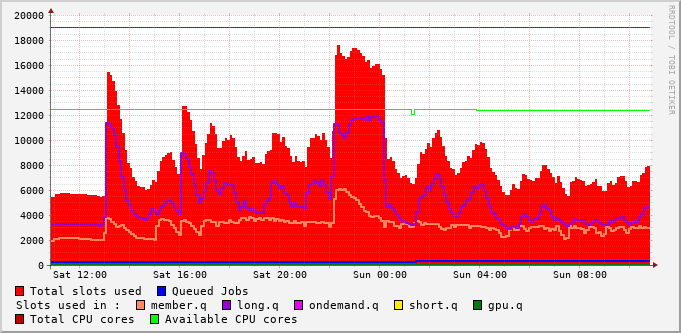 20000
18000
16000
14000
12000
10000
8000
6000
4000
2000
0
Sat 12:00 Sat 16:00 Sat 20:00 Sun 00:00 Sun 04:00 Sun 08:00
RRDTOOL / TOBI OETIKER
Total slots used Queued Jobs
Slots used in : member.q long.q ondemand.q short.q gpu.q
Total CPU cores Available CPU cores